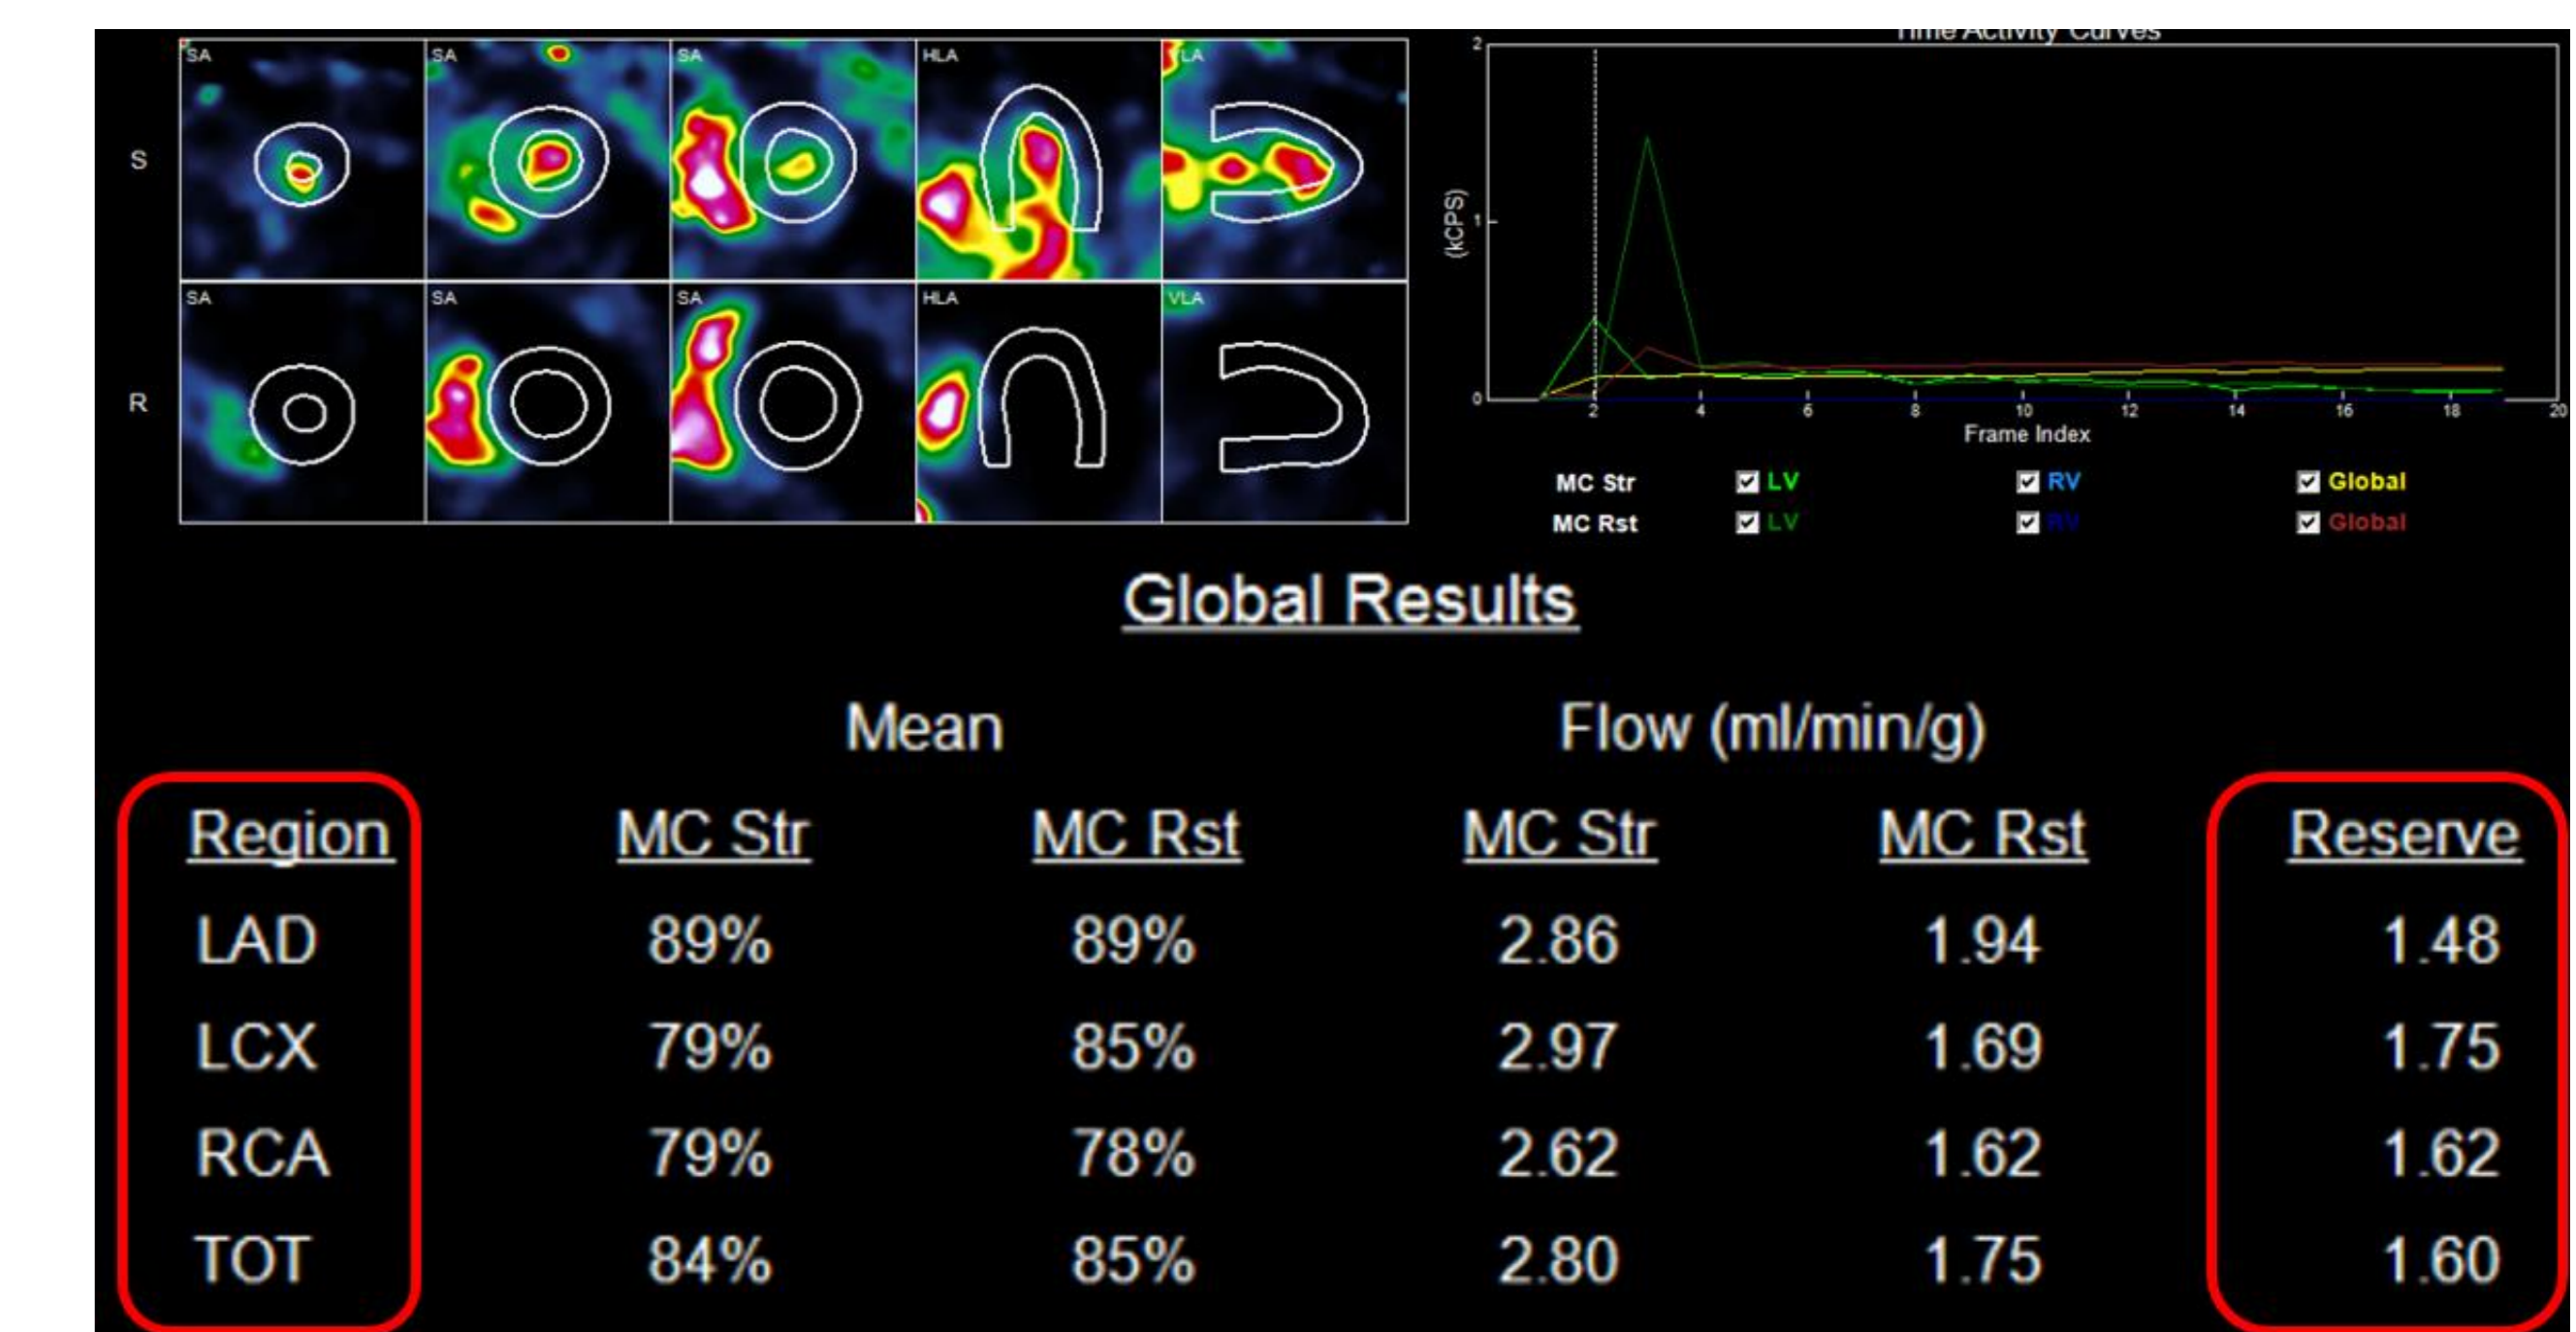 Time Activity Curves
SA SA SA HLA VLA
S
SA SA SA HLA VLA
R
2
1
0
(kCPS)
2 4 6 8 10 12 14 16 18 20
Frame Index
MC Str LV RV Global
MC Rst LV RV Global
Global Results
Mean Flow (ml/min/g)
Region MC Str MC Rst MC Str MC Rst Reserve
LAD 89% 89% 2.86 1.94 1.48
LCX 79% 85% 2.97 1.69 1.75
RCA 79% 78% 2.62 1.62 1.62
TOT 84% 85% 2.80 1.75 1.60